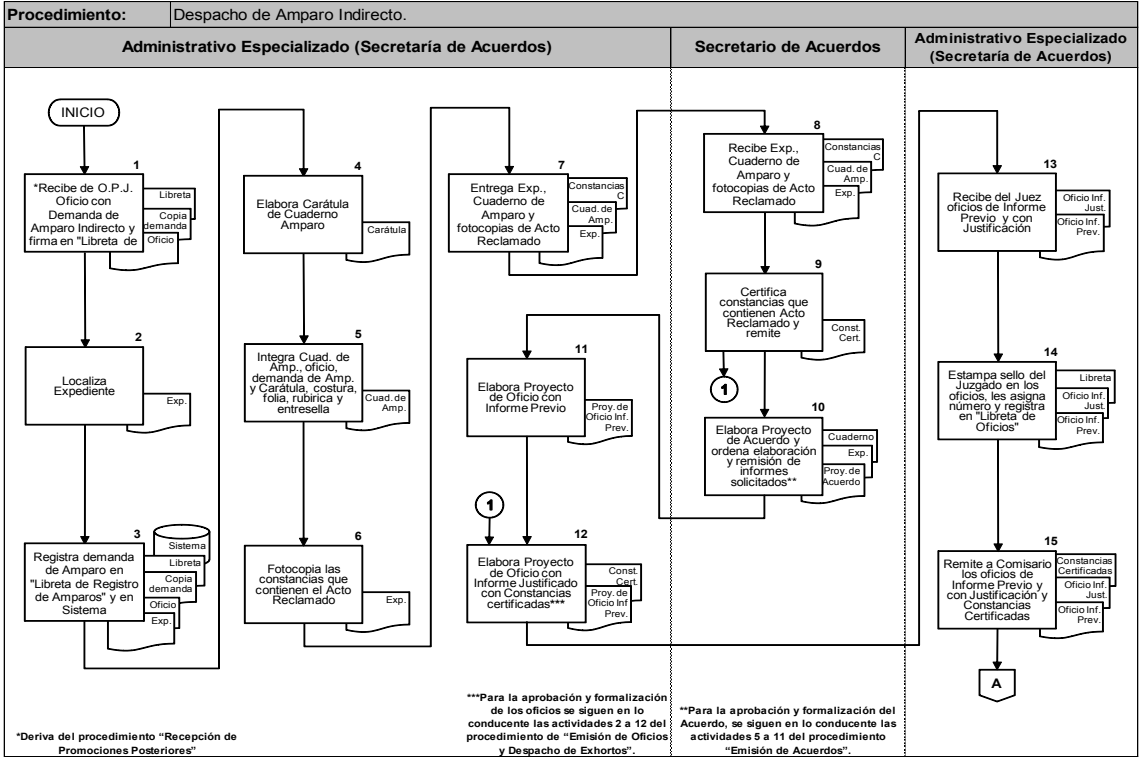 Procedimiento: Despacho de Amparo Indirecto.
Administrativo Especializado (Secretaría de Acuerdos)
Secretario de Acuerdos
Administrativo Especializado
(Secretaría de Acuerdos)
INICIO
1
*Recibe de O.P.J.
Oficio con
Demanda de
Amparo Indirecto y
firma en "Libreta de
Libreta
Copia
demanda
Oficio
2
Localiza
Expediente
Exp.
3
Registra demanda
de Amparo en
"Libreta de Registro
de Amparos" y en
Sistema
Sistema
Libreta
Copia
demanda
Oficio
Exp.
4
Elabora Carátula
de Cuaderno
Amparo
Carátula
5
Integra Cuad. de
Amp., oficio,
demanda de Amp.
y Carátula, costura,
folia, rubirica y
entresella
Cuad. de
Amp.
6
Fotocopia las
constancias que
contienen el Acto
Reclamado
Exp.
7
Entrega Exp.,
Cuaderno de
Amparo y
fotocopias de Acto
Reclamado
Constancias
C
Cuad. de
Amp.
Exp.
11
Elabora Proyecto
de Oficio con
Informe Previo
Proy. de
Oficio Inf.
Prev.
1
12
Elabora Proyecto
de Oficio con
Informe Justificado
con Constancias
certificadas***
Const.
Cert.
Proy. de
Oficio Inf
Prev.
8
Recibe Exp.,
Cuaderno de
Amparo y
fotocopias de Acto
Reclamado
Constancias
C
Cuad. de
Amp.
Exp.
9
Certifica
constancias que
contienen Acto
Reclamado y
remite
Const.
Cert.
1
10
Elabora Proyecto
de Acuerdo y
ordena elaboración
y remisión de
informes
solicitados**
Cuaderno
Exp.
Proy. de
Acuerdo
13
Recibe del Juez
oficios de Informe
Previo y con
Justificación
Oficio Inf.
Just.
Oficio Inf.
Prev.
14
Estampa sello del
Juzgado en los
oficios, les asigna
número y registra
en "Libreta de
Oficios"
Libreta
Oficio Inf.
Just.
Oficio Inf.
Prev.
15
Remite a Comisario
los oficios de
Informe Previo y
con Justificación y
Constancias
Certificadas
Constancias
Certificadas
Oficio Inf.
Just.
Oficio Inf.
Prev.
A
*Deriva del procedimiento “Recepción de
Promociones Posteriores”
***Para la aprobación y formalización
de los oficios se siguen en lo
conducente las actividades 2 a 12 del
procedimiento de “Emisión de Oficios
y Despacho de Exhortos”.
**Para la aprobación y formalización del
Acuerdo, se siguen en lo conducente las
actividades 5 a 11 del procedimiento
“Emisión de Acuerdos”.